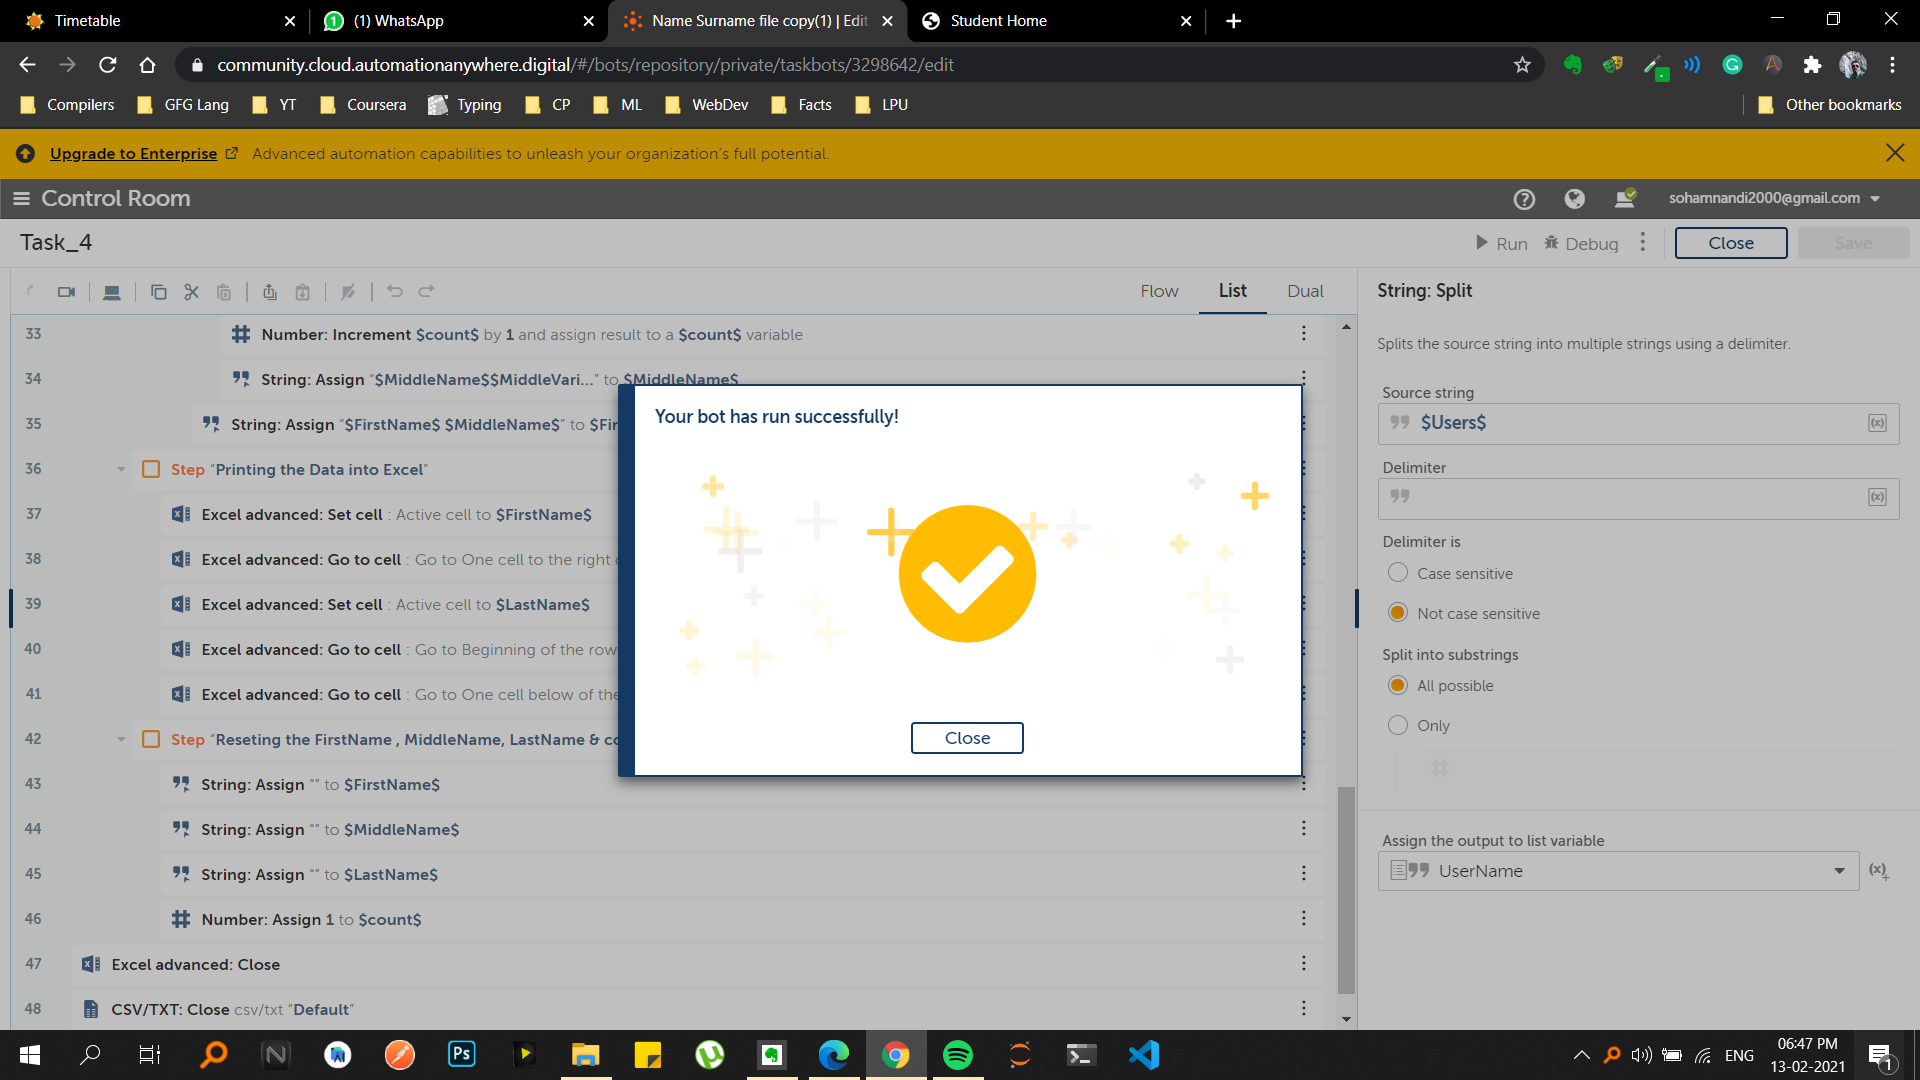 Timetable
(1) WhatsApp
Name Surname file copy(1) | Edit
Student Home
community.cloud.automationanywhere.digital/#/bots/repository/private/taskbots/3298642/edit
Compilers
GFG Lang
YT
Coursera
Typing
CP
ML
WebDev
Facts
LPU
Other bookmarks
Upgrade to Enterprise
Advanced automation capabilities to unleash your organization's full potential.
Control Room
sohamnandi2000@gmail.com
Task_4
Run
Debug
Close
Save
Flow
List
Dual
33 Number: Increment $count$ by 1 and assign result to a $count$ variable
34 String: Assign "$MiddleName$$MiddleVari..." to $MiddleName$
35 String: Assign "$FirstName$ $MiddleName$" to $Fir
36 Step "Printing the Data into Excel"
37 Excel advanced: Set cell : Active cell to $FirstName$
38 Excel advanced: Go to cell : Go to One cell to the right
39 Excel advanced: Set cell : Active cell to $LastName$
40 Excel advanced: Go to cell : Go to Beginning of the row
41 Excel advanced: Go to cell : Go to One cell below of the
42 Step "Reseting the FirstName , MiddleName, LastName & co
43 String: Assign "" to $FirstName$
44 String: Assign "" to $MiddleName$
45 String: Assign "" to $LastName$
46 Number: Assign 1 to $count$
47 Excel advanced: Close
48 CSV/TXT: Close csv/txt "Default"
Your bot has run successfully!
Close
String: Split
Splits the source string into multiple strings using a delimiter.
Source string
$Users$
(x)
Delimiter
(x)
Delimiter is
Case sensitive
Not case sensitive
Split into substrings
All possible
Only
Assign the output to list variable
UserName
(x)+
Ps
ENG
06:47 PM
13-02-2021
1